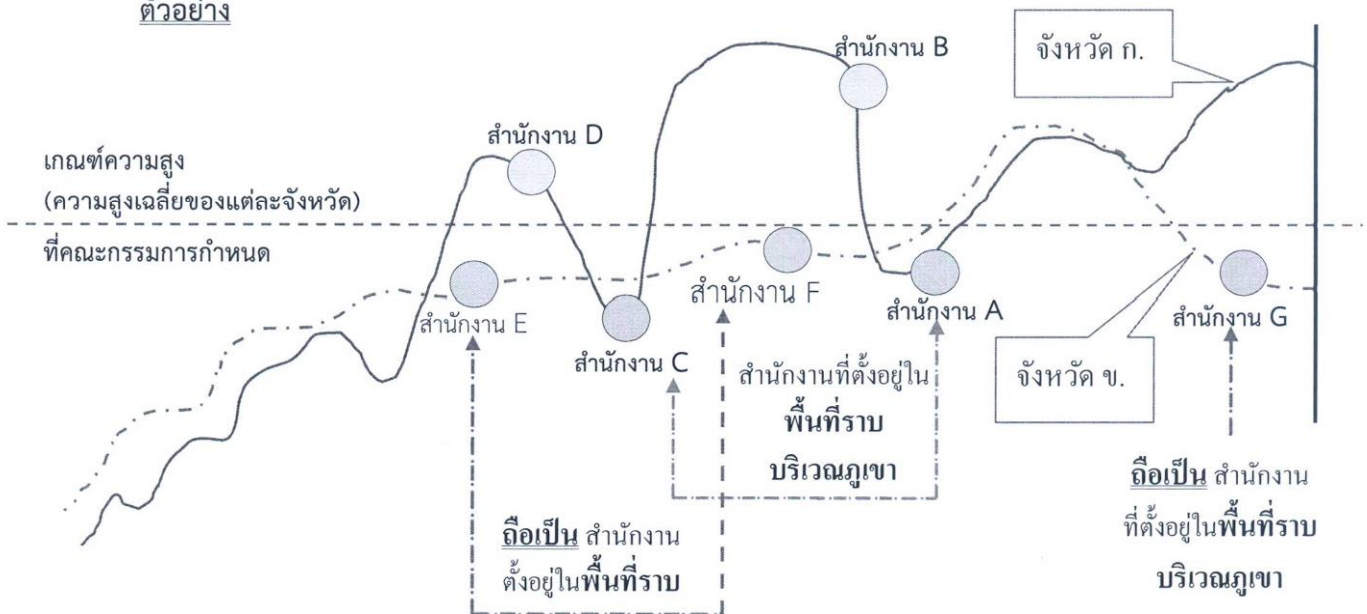 ตัวอย่าง
สำนักงาน B
จังหวัด ก.
สำนักงาน D
เกณฑ์ความสูง
(ความสูงเฉลี่ยของแต่ละจังหวัด)
ที่คณะกรรมการกำหนด
สำนักงาน E
สำนักงาน C
สำนักงาน F
สำนักงาน A
สำนักงาน G
จังหวัด ข.
สำนักงานที่ตั้งอยู่ใน
พื้นที่ราบ
บริเวณภูเขา
ถือเป็น สำนักงาน
ตั้งอยู่ในพื้นที่ราบ
ถือเป็น สำนักงาน
ที่ตั้งอยู่ในพื้นที่ราบ
บริเวณภูเขา